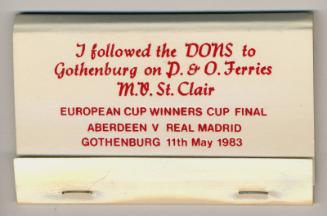 I followed the DONS to
Gothenburg on P. & O. Ferries
M.V. St. Clair
EUROPEAN CUP WINNERS CUP FINAL
ABERDEEN V REAL MADRID
GOTHENBURG 11th May 1983